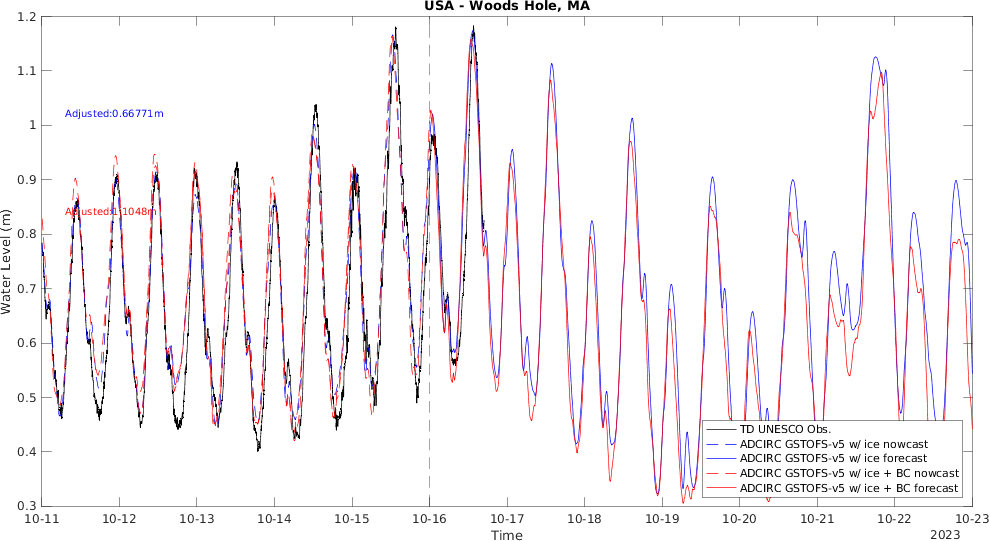 USA - Woods Hole, MA
1.2
1.1
1
0.9
0.8
0.7
0.6
0.5
0.4
0.3
Water Level (m)
Adjusted:0.66771m
Adjusted:1.1048m
TD UNESCO Obs.
ADCIRC GSTOFS-v5 w/ ice nowcast
ADCIRC GSTOFS-v5 w/ ice forecast
ADCIRC GSTOFS-v5 w/ ice + BC nowcast
ADCIRC GSTOFS-v5 w/ ice + BC forecast
10-11 10-12 10-13 10-14 10-15 10-16 10-17 10-18 10-19 10-20 10-21 10-22 10-23
Time
2023